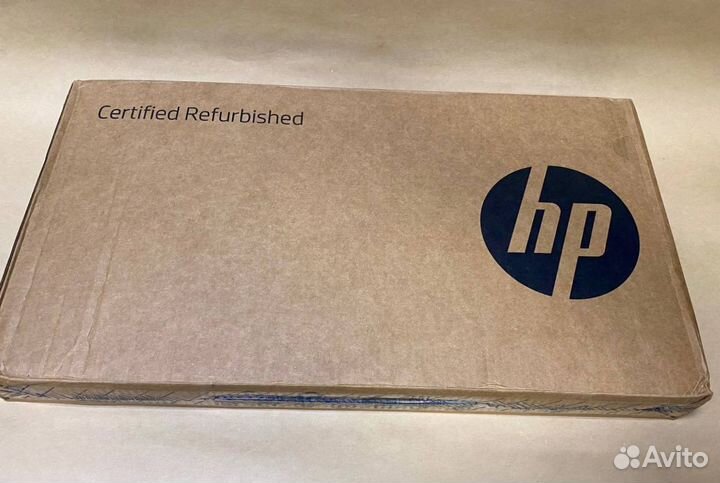 Certified Refurbished
hp
Avito